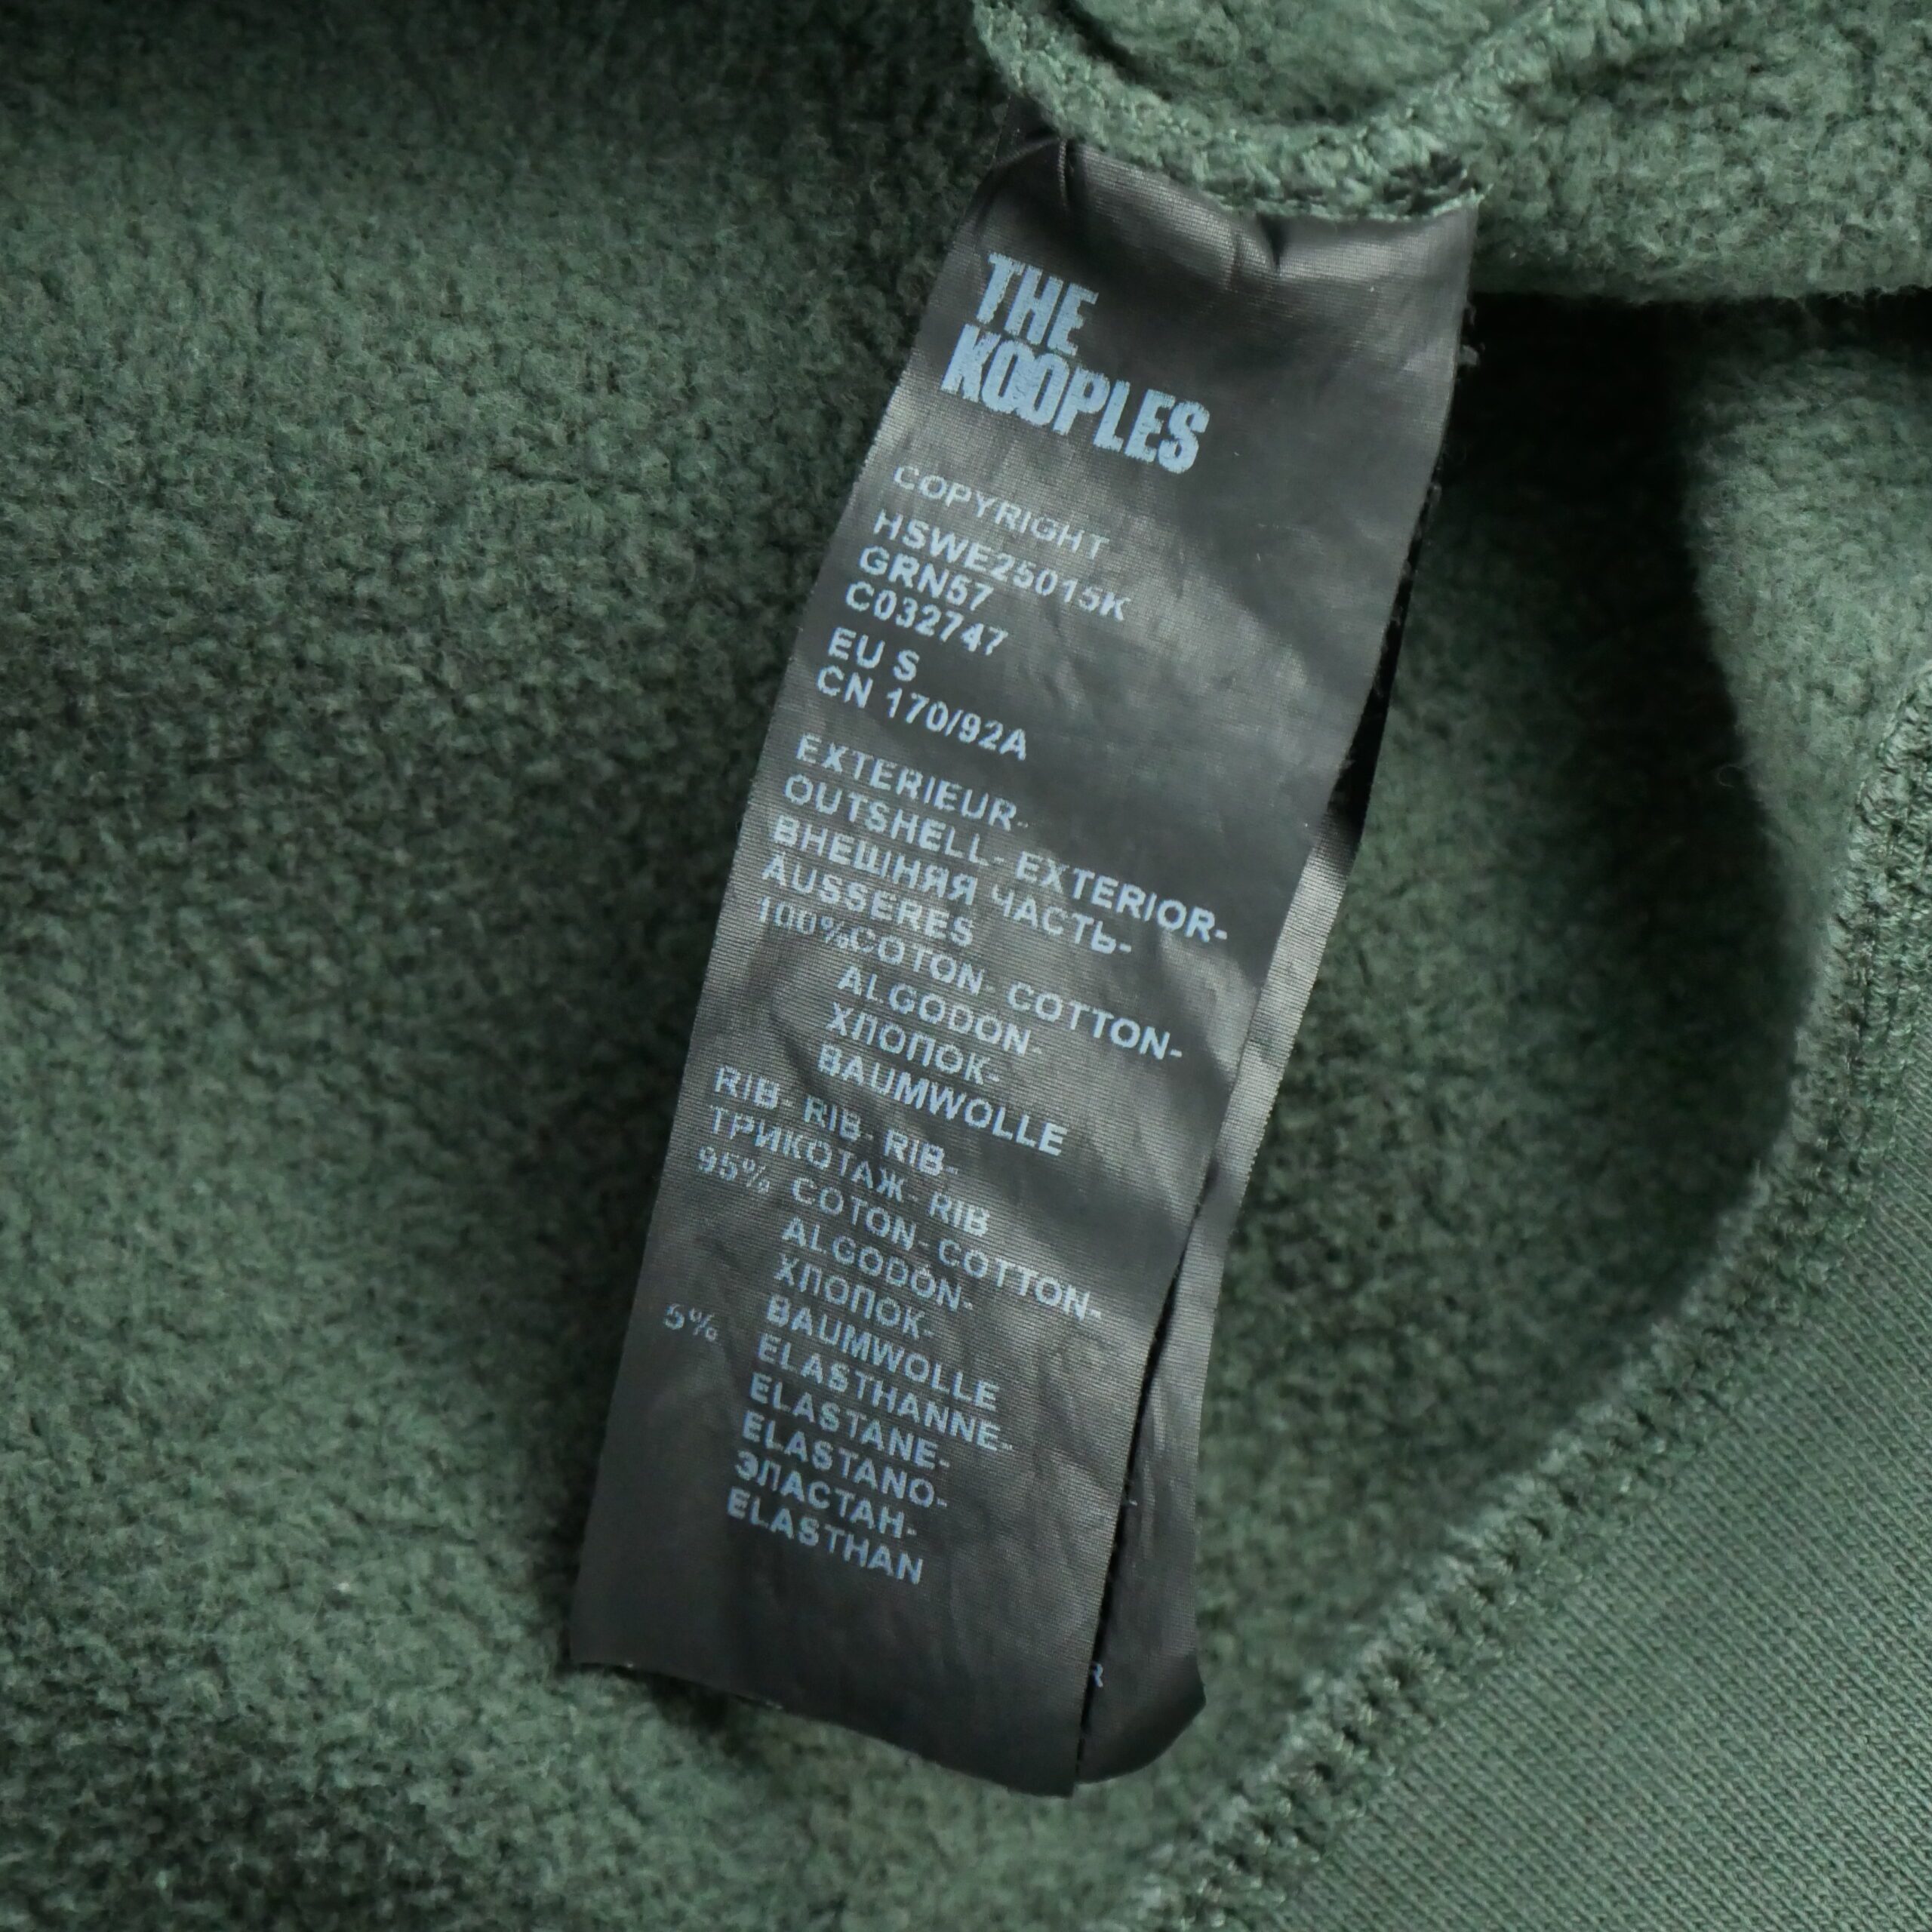 THE
KOOPLES
COPYRIGHT
HSWE25015K
GRN57
C032747
EU S
CN 170/92A
EXTERIEUR-
OUTSHELL- EXTERIOR-
ВНЕШНЯЯ ЧАСТЬ-
AUSSERES
100%COTON- COTTON-
ALGODON-
ХЛОПОК-
BAUMWOLLE
RIB- RIB- RIB-
ТРИКОТАЖ- RIB
95% COTON- COTTON-
ALGODON-
ХЛОПОК-
BAUMWOLLE
5% ELASTHANNE-
ELASTANE-
ELASTANO-
ЭЛАСТАН-
ELASTHAN
R